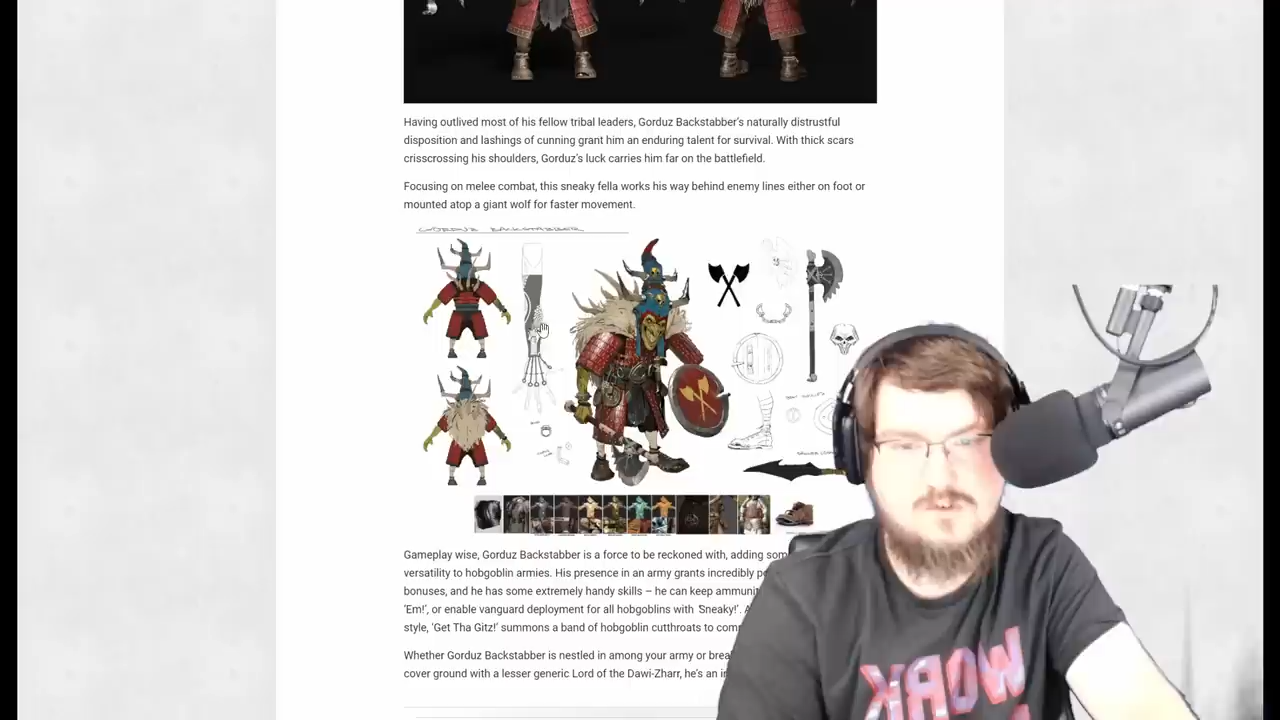 Having outlived most of his fellow tribal leaders, Gorduz Backstabber's naturally distrustful
disposition and lashings of cunning grant him an enduring talent for survival. With thick scars
crisscrossing his shoulders, Gorduz's luck carries him far on the battlefield.
Focusing on melee combat, this sneaky fella works his way behind enemy lines either on foot or
mounted atop a giant wolf for faster movement.
GORDUZ BACKSTABBER
Gameplay wise, Gorduz Backstabber is a force to be reckoned with, adding som
versatility to hobgoblin armies. His presence in an army grants incredibly
bonuses, and he has some extremely handy skills – he can keep
'Em!', or enable vanguard deployment for all hobgoblins with 'Sneaky!'.
style, 'Get Tha Gitz!' summons a band of hobgoblin cutthroats to
Whether Gorduz Backstabber is nestled in among your army or
cover ground with a lesser generic Lord of the Dawi-Zharr, he's an
WORK